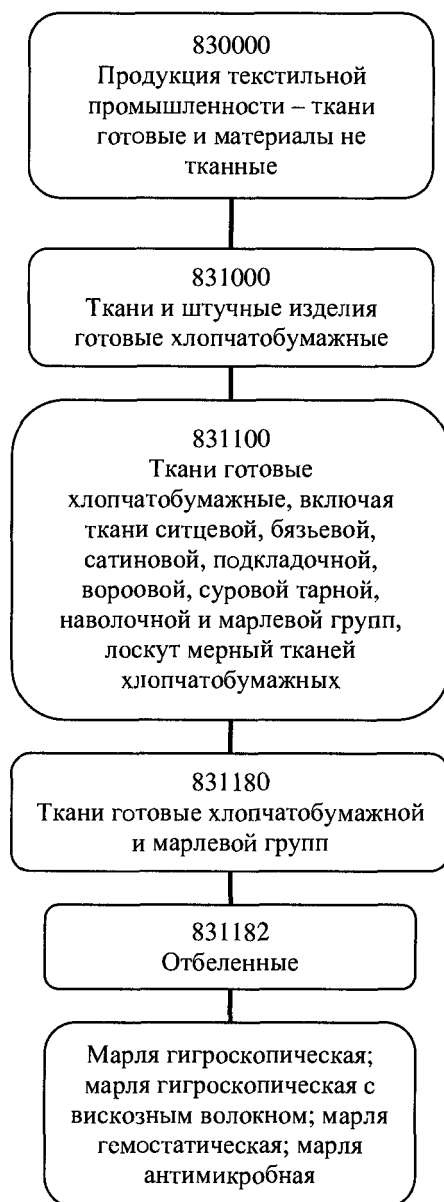 830000
Продукция текстильной
промышленности – ткани
готовые и материалы не
тканные
831000
Ткани и штучные изделия
готовые хлопчатобумажные
831100
Ткани готовые
хлопчатобумажные, включая
ткани ситцевой, бязьевой,
сатиновой, подкладочной,
вороовой, суровой тарной,
наволочной и марлевой групп,
лоскут мерный тканей
хлопчатобумажных
831180
Ткани готовые хлопчатобумажной
и марлевой групп
831182
Отбеленные
Марля гигроскопическая;
марля гигроскопическая с
вискозным волокном; марля
гемостатическая; марля
антимикробная